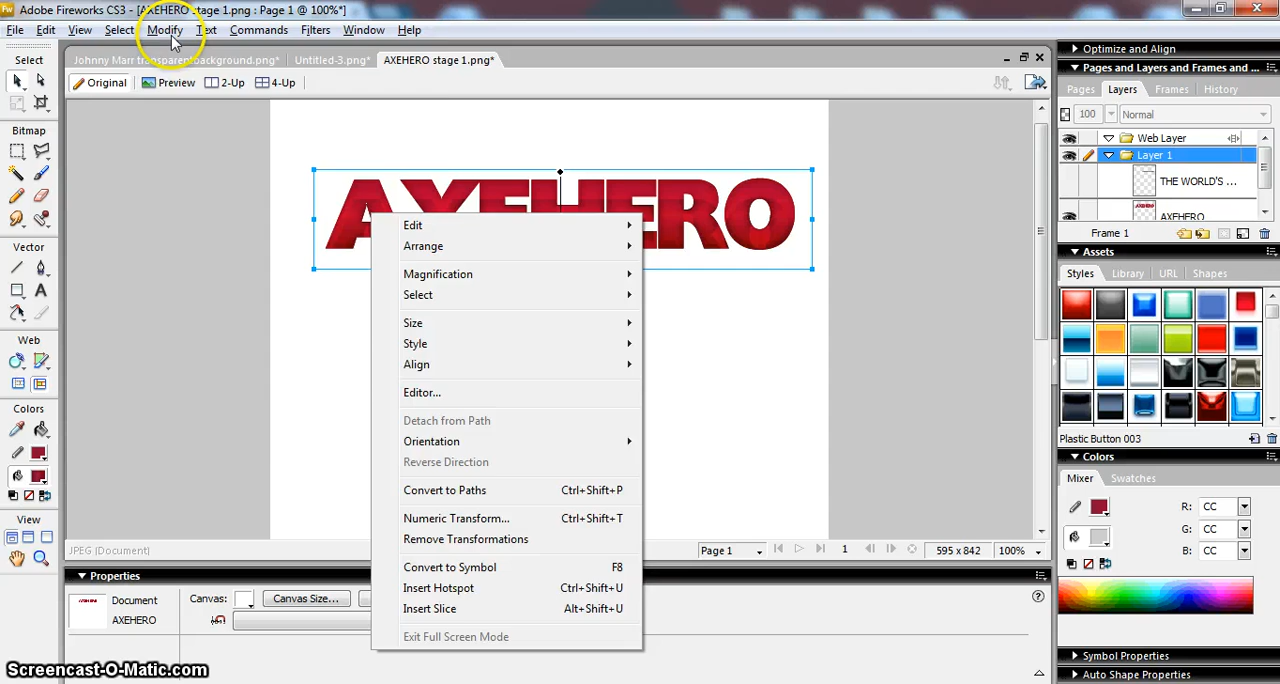 Adobe Fireworks CS3 - [AXEHERO stage 1.png : Page 1 @ 100%*]
File Edit View Select Modify Text Commands Filters Window Help
Select
Johnny Marr transparent background.png* Untitled-3.png* AXEHERO stage 1.png*
Original Preview 2-Up 4-Up
Bitmap
Vector
Web
Colors
View
AXEHERO
Edit
Arrange
Magnification
Select
Size
Style
Align
Editor...
Detach from Path
Orientation
Reverse Direction
Convert to Paths Ctrl+Shift+P
Numeric Transform... Ctrl+Shift+T
Remove Transformations
Convert to Symbol F8
Insert Hotspot Ctrl+Shift+U
Insert Slice Alt+Shift+U
Exit Full Screen Mode
JPEG (Document)
Page 1 1 595 x 842 100%
Properties
Document
AXEHERO
Canvas: Canvas Size...
Optimize and Align
Pages and Layers and Frames and ...
Pages Layers Frames History
100 Normal
Web Layer
Layer 1
THE WORLD'S ...
AXEHERO
Frame 1
Assets
Styles Library URL Shapes
Plastic Button 003
Colors
Mixer Swatches
R: CC
G: CC
B: CC
Symbol Properties
Auto Shape Properties
Screencast-O-Matic.com